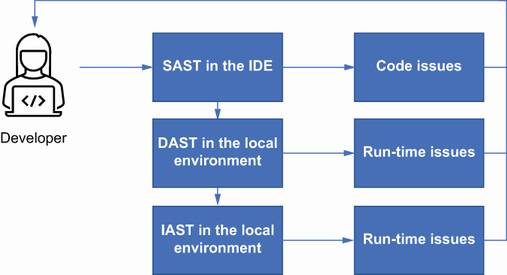 SAST in the IDE
Code issues
</>
Developer
DAST in the local
environment
Run-time issues
IAST in the local
environment
Run-time issues